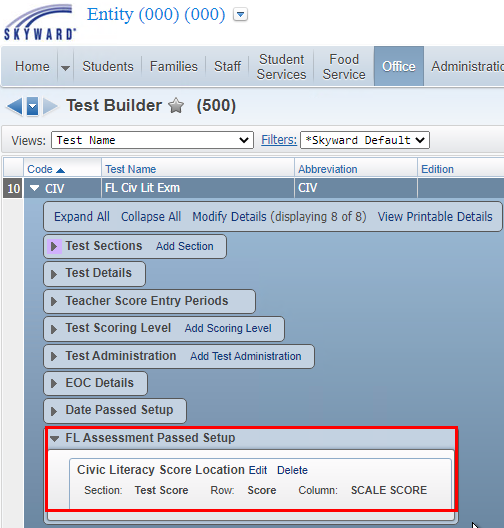 SKYWARD®
Entity (000) (000)
Home Students Families Staff Student Services Food Service Office Administratio
Test Builder (500)
Views: Test Name Filters: *Skyward Default
Code Test Name Abbreviation Edition
10 CIV FL Civ Lit Exm CIV
Expand All Collapse All Modify Details (displaying 8 of 8) View Printable Details
Test Sections Add Section
Test Details
Teacher Score Entry Periods
Test Scoring Level Add Scoring Level
Test Administration Add Test Administration
EOC Details
Date Passed Setup
FL Assessment Passed Setup
Civic Literacy Score Location Edit Delete
Section: Test Score Row: Score Column: SCALE SCORE